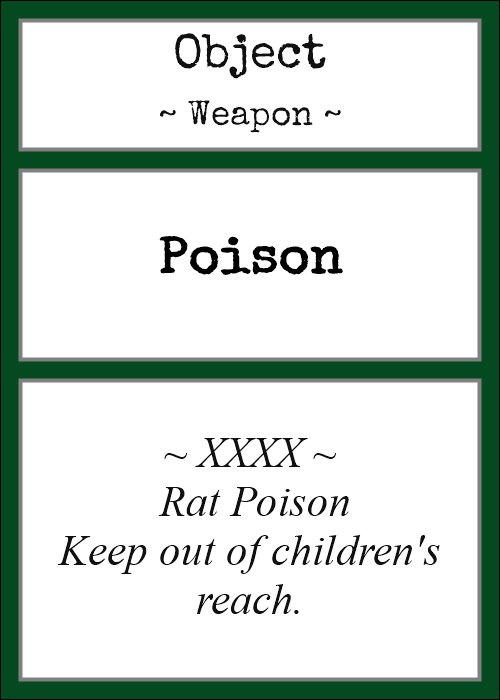 Object
~ Weapon ~
Poison
~ XXXX ~
Rat Poison
Keep out of children's
reach.